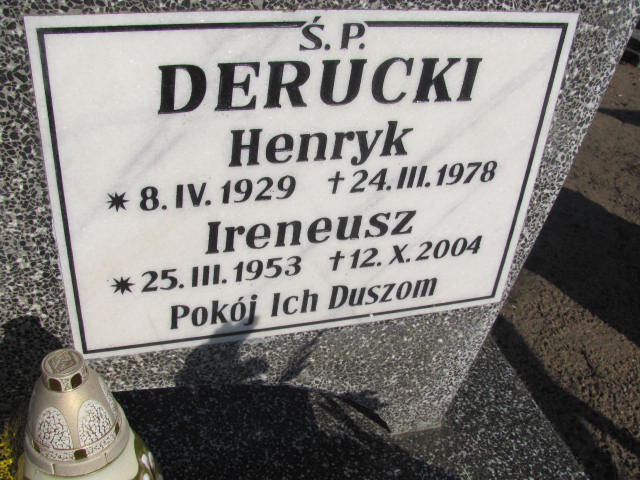 Ś.P.
DERUCKI
Henryk
* 8.IV.1929 †24.III.1978
Ireneusz
* 25.III.1953 †12.X.2004
Pokój Ich Duszom